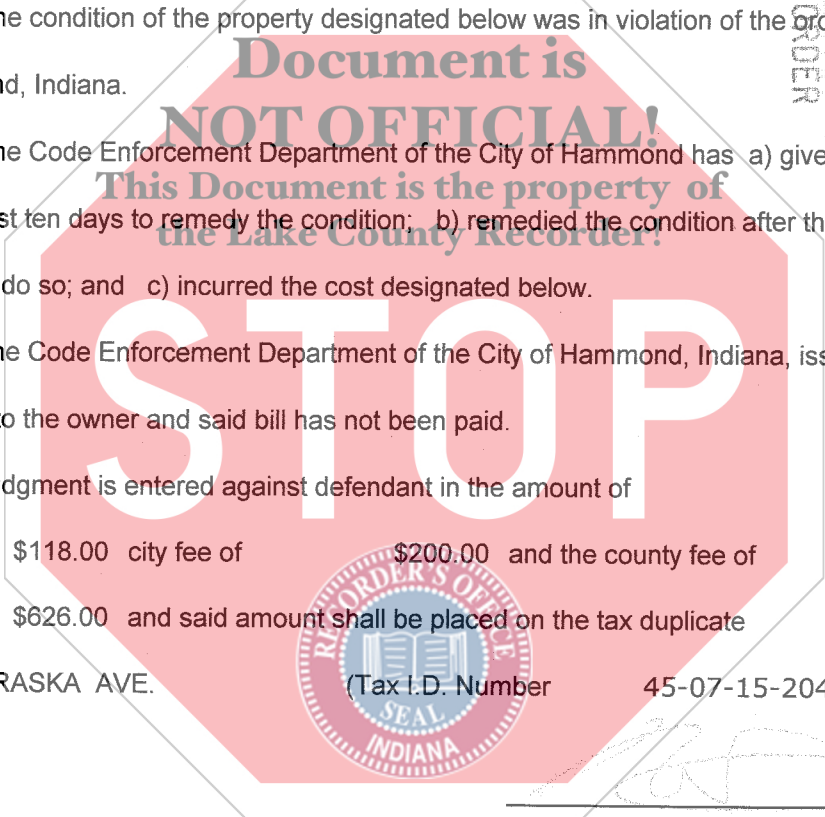 ne condition of the property designated below was in violation of the ord
RDER
Document is
nd, Indiana.
NOT OFFICIAL!
ne Code Enforcement Department of the City of Hammond has a) give
This Document is the property of
st ten days to remedy the condition; b) remedied the condition after th
the Lake County Recorder!
do so; and c) incurred the cost designated below.
STOP
ne Code Enforcement Department of the City of Hammond, Indiana, iss
o the owner and said bill has not been paid.
dgment is entered against defendant in the amount of
$118.00 city fee of $200.00 and the county fee of
$626.00 and said amount shall be placed on the tax duplicate
RASKA AVE. (Tax I.D. Number 45-07-15-204
RECORDER'S OFFICE
SEAL
INDIANA